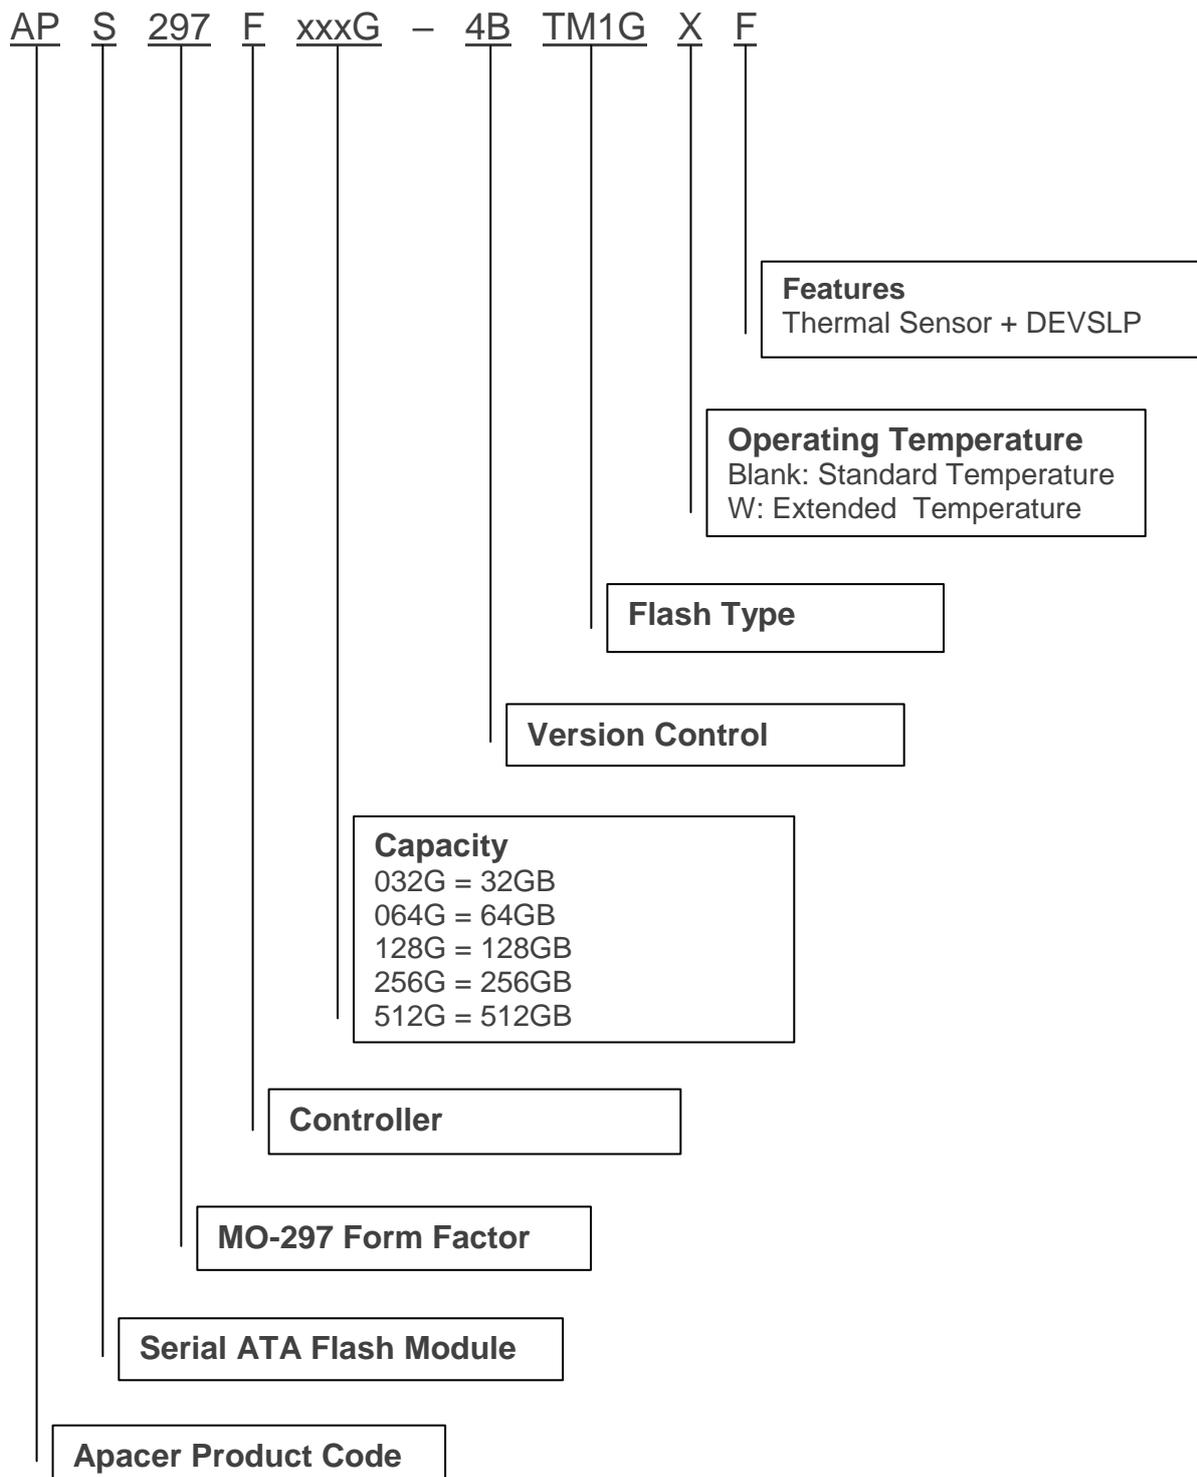 AP S 297 F xxxG – 4B TM1G X F
Features
Thermal Sensor + DEVSLP
Operating Temperature
Blank: Standard Temperature
W: Extended Temperature
Flash Type
Version Control
Capacity
032G = 32GB
064G = 64GB
128G = 128GB
256G = 256GB
512G = 512GB
Controller
MO-297 Form Factor
Serial ATA Flash Module
Apacer Product Code